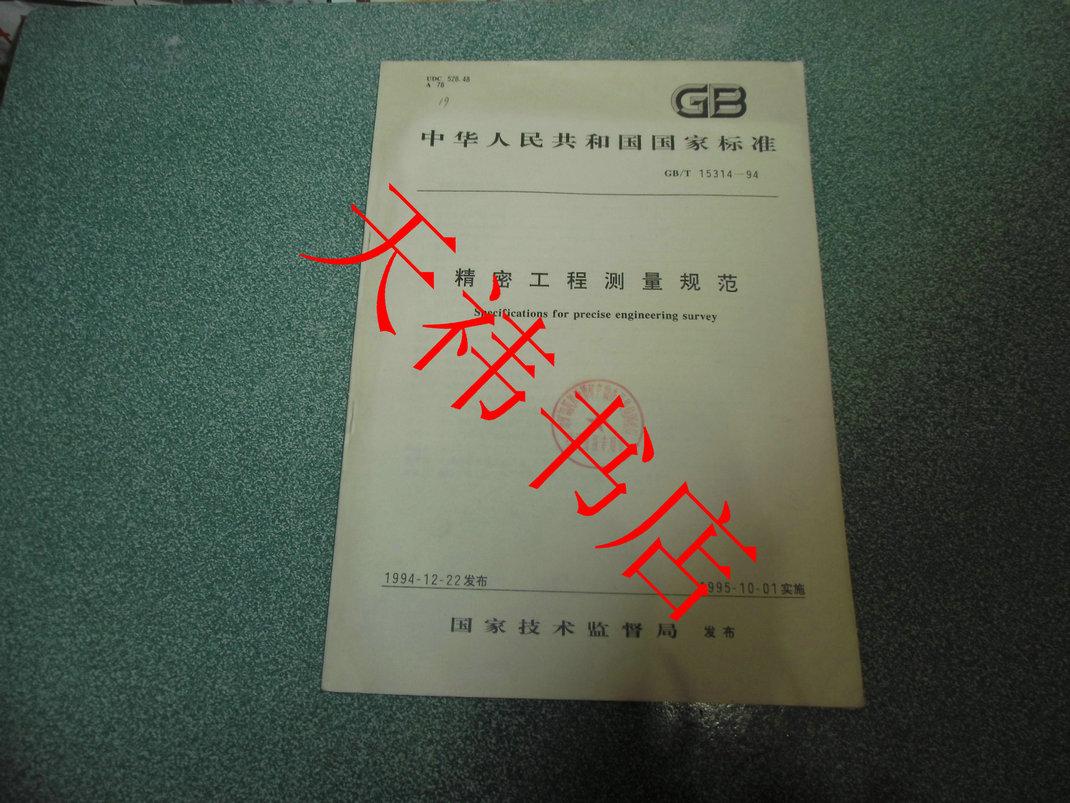 UDC 528.48
A 76
19
GB
中华人民共和国国家标准
GB/T 15314—94
精密工程测量规范
Specifications for precise engineering survey
1994-12-22发布
1995-10-01实施
国家技术监督局 发布
天祎书店